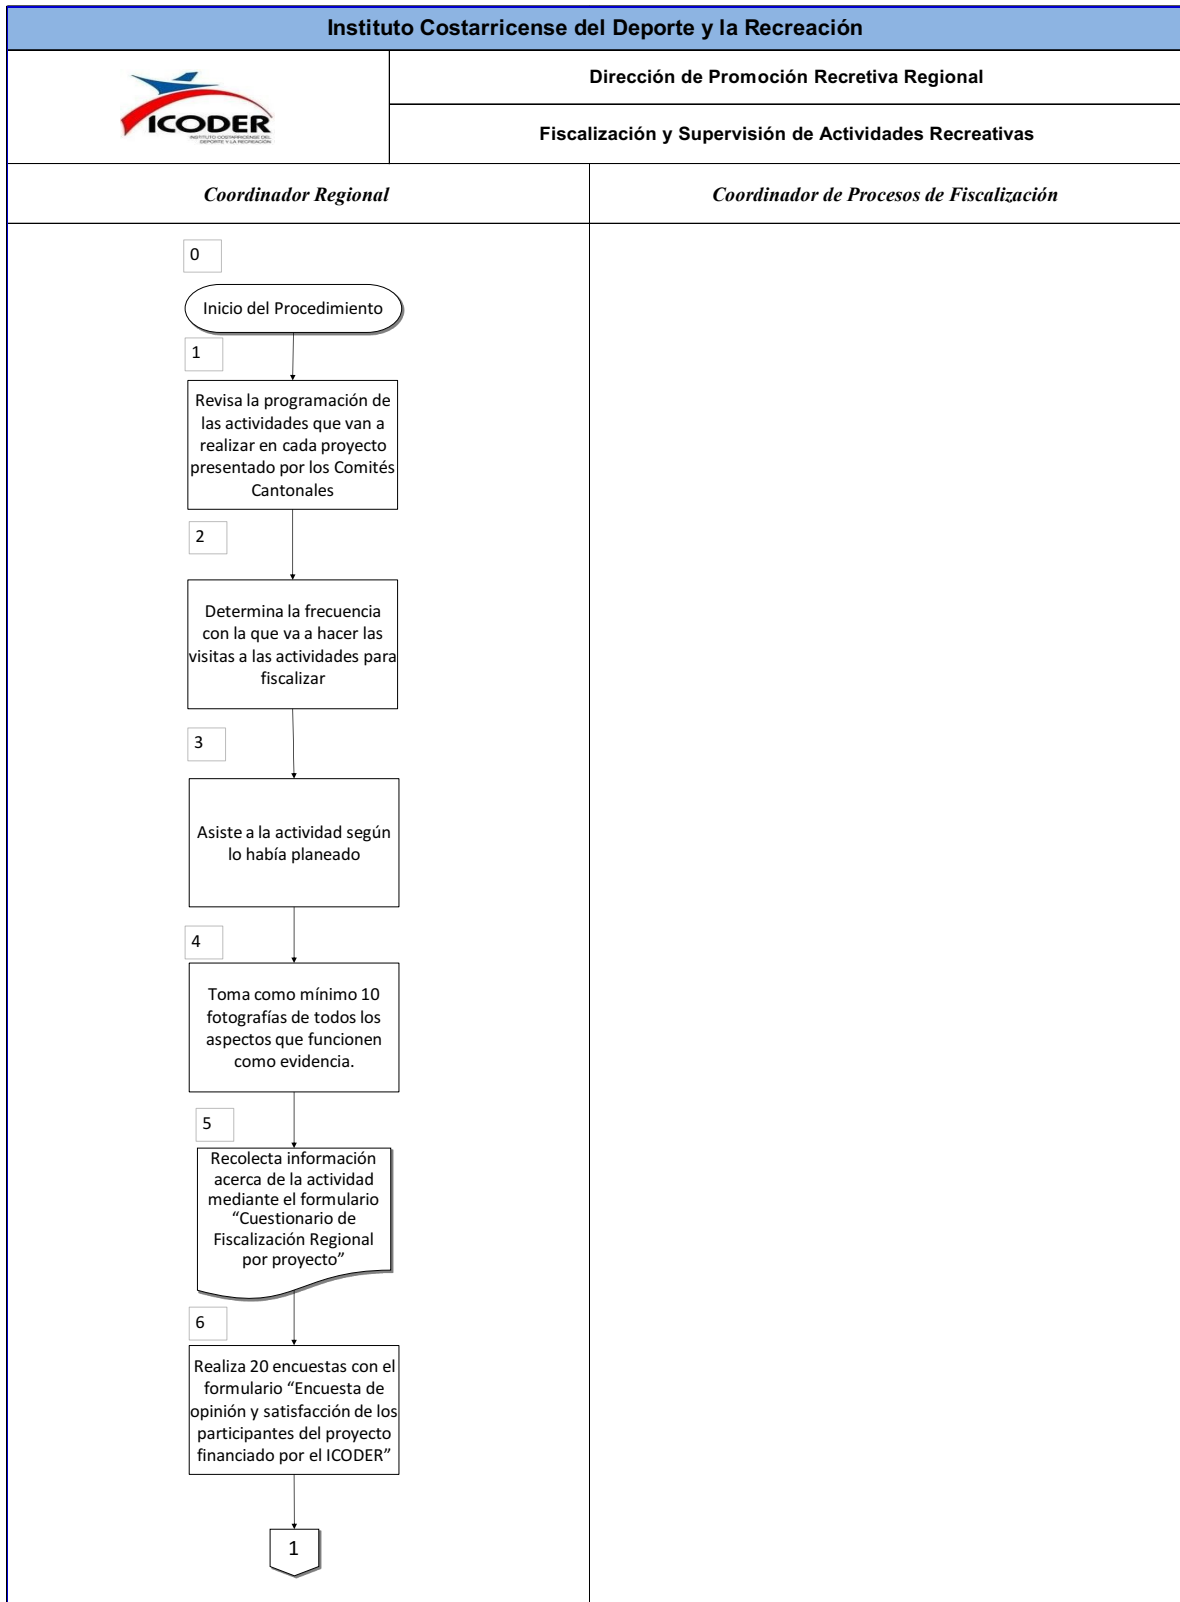 Instituto Costarricense del Deporte y la Recreación
ICODER
INSTITUTO COSTARRICENSE DEL
DEPORTE Y LA RECREACIÓN
Dirección de Promoción Recretiva Regional
Fiscalización y Supervisión de Actividades Recreativas
Coordinador Regional
Coordinador de Procesos de Fiscalización
0
Inicio del Procedimiento
1
Revisa la programación de
las actividades que van a
realizar en cada proyecto
presentado por los Comités
Cantonales
2
Determina la frecuencia
con la que va a hacer las
visitas a las actividades para
fiscalizar
3
Asiste a la actividad según
lo había planeado
4
Toma como mínimo 10
fotografías de todos los
aspectos que funcionen
como evidencia.
5
Recolecta información
acerca de la actividad
mediante el formulario
“Cuestionario de
Fiscalización Regional
por proyecto”
6
Realiza 20 encuestas con el
formulario “Encuesta de
opinión y satisfacción de los
participantes del proyecto
financiado por el ICODER”
1